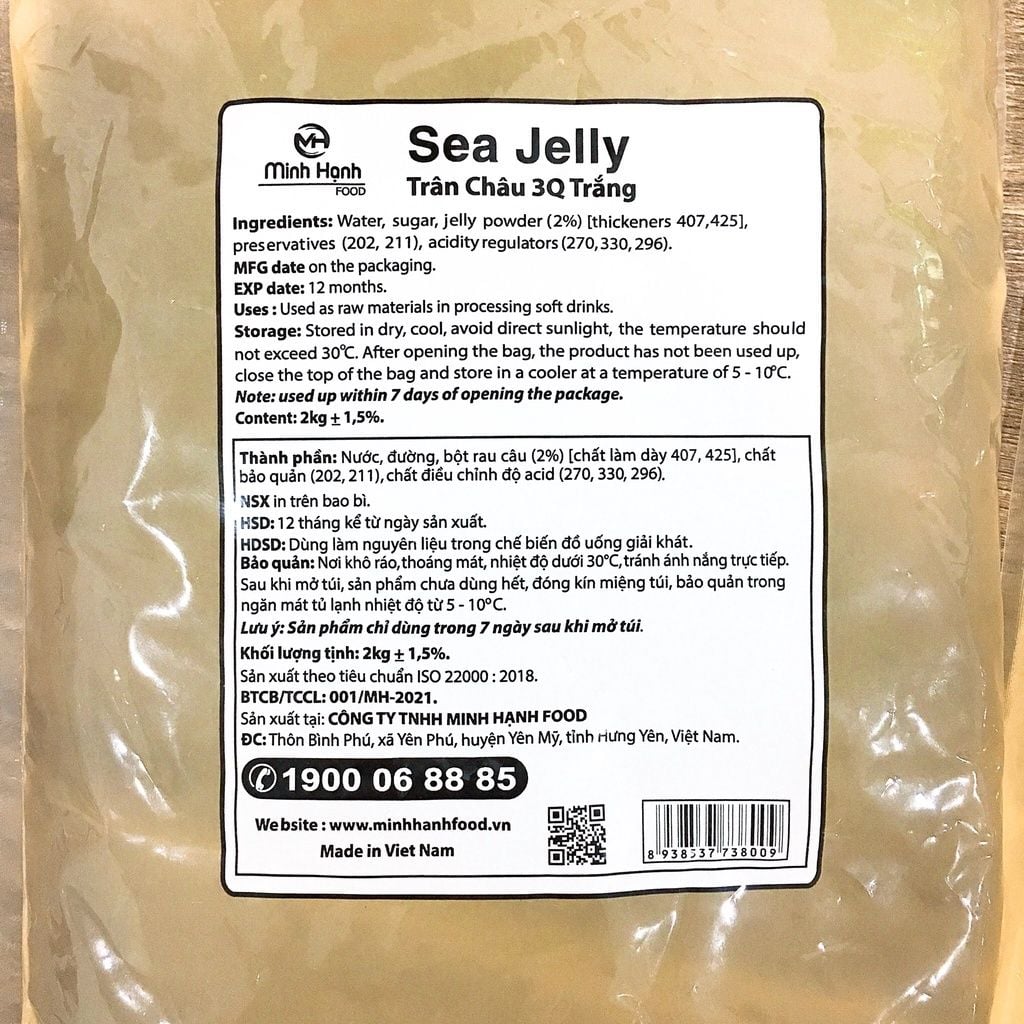 MH
Minh Hạnh
FOOD
Sea Jelly
Trân Châu 3Q Trắng
Ingredients: Water, sugar, jelly powder (2%) [thickeners 407,425],
preservatives (202, 211), acidity regulators (270, 330, 296).
MFG date on the packaging.
EXP date: 12 months.
Uses : Used as raw materials in processing soft drinks.
Storage: Stored in dry, cool, avoid direct sunlight, the temperature should
not exceed 30°C. After opening the bag, the product has not been used up,
close the top of the bag and store in a cooler at a temperature of 5 - 10°C.
Note: used up within 7 days of opening the package.
Content: 2kg ± 1,5%.
Thành phần: Nước, đường, bột rau câu (2%) [chất làm dày 407, 425], chất
bảo quản (202, 211), chất điều chỉnh độ acid (270, 330, 296).
NSX in trên bao bì.
HSD: 12 tháng kể từ ngày sản xuất.
HDSD: Dùng làm nguyên liệu trong chế biến đồ uống giải khát.
Bảo quản: Nơi khô ráo, thoáng mát, nhiệt độ dưới 30°C, tránh ánh nắng trực tiếp.
Sau khi mở túi, sản phẩm chưa dùng hết, đóng kín miệng túi, bảo quản trong
ngăn mát tủ lạnh nhiệt độ từ 5 - 10°C.
Lưu ý: Sản phẩm chỉ dùng trong 7 ngày sau khi mở túi.
Khối lượng tịnh: 2kg ± 1,5%.
Sản xuất theo tiêu chuẩn ISO 22000 : 2018.
BTCB/TCCL: 001/MH-2021.
Sản xuất tại: CÔNG TY TNHH MINH HẠNH FOOD
ĐC: Thôn Bình Phú, xã Yên Phú, huyện Yên Mỹ, tỉnh Hưng Yên, Việt Nam.
1900 06 88 85
Website : www.minhhanhfood.vn
Made in Viet Nam
8 938537 738009